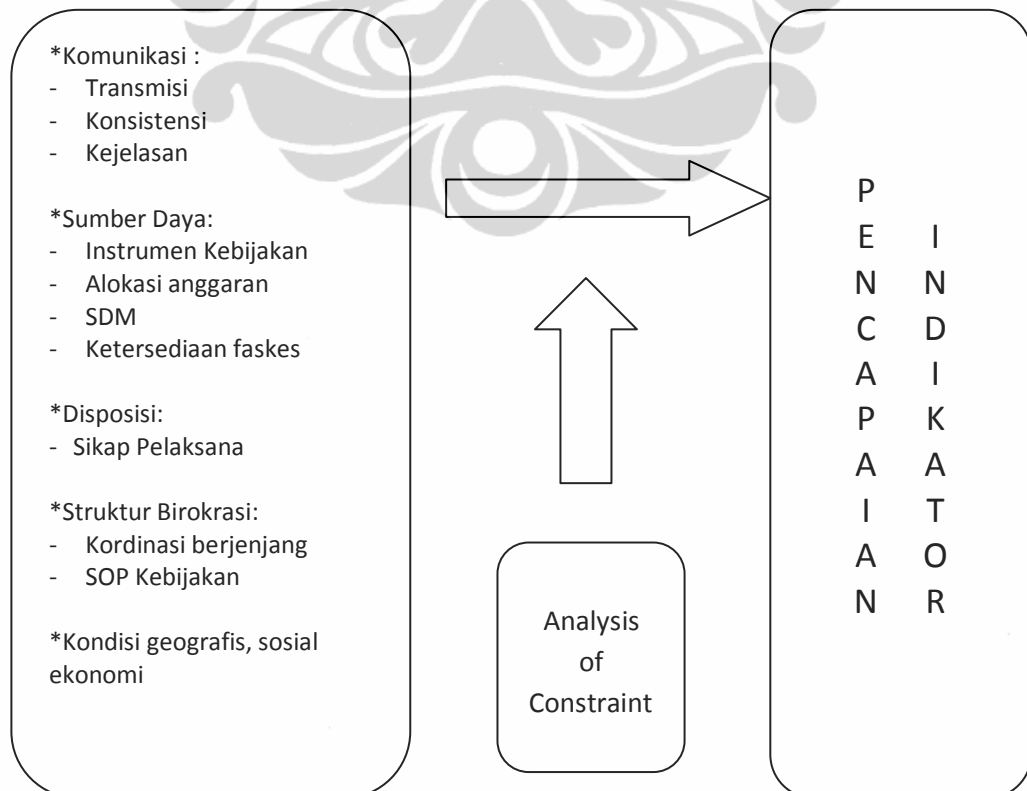 *Komunikasi :
- Transmisi
- Konsistensi
- Kejelasan
*Sumber Daya:
- Instrumen Kebijakan
- Alokasi anggaran
- SDM
- Ketersediaan faskes
*Disposisi:
- Sikap Pelaksana
*Struktur Birokrasi:
- Kordinasi berjenjang
- SOP Kebijakan
*Kondisi geografis, sosial
ekonomi
Analysis
of
Constraint
PENCAPAIAN
INDIKATOR